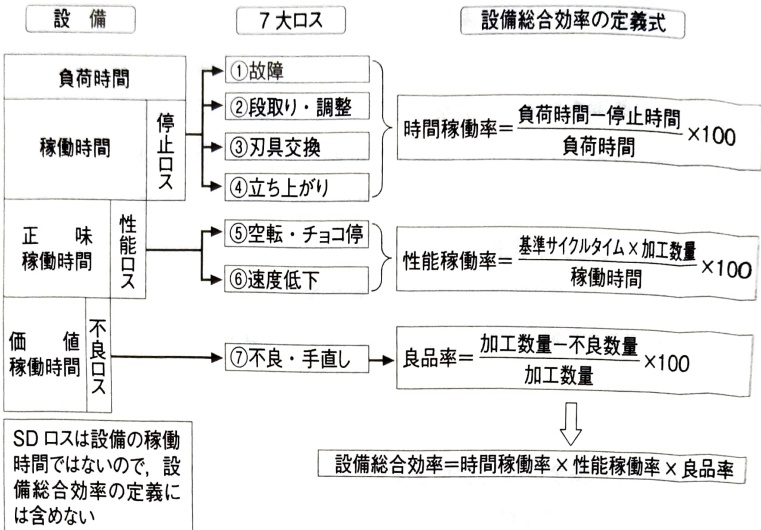 設備
7大ロス
設備総合効率の定義式
負荷時間
稼働時間
停止ロス
正味
稼働時間
性能ロス
価値
稼働時間
不良ロス
①故障
②段取り・調整
③刃具交換
④立ち上がり
⑤空転・チョコ停
⑥速度低下
⑦不良・手直し
時間稼働率=負荷時間−停止時間/負荷時間×100
性能稼働率=基準サイクルタイム×加工数量/稼働時間×100
良品率=加工数量−不良数量/加工数量×100
設備総合効率=時間稼働率×性能稼働率×良品率
SDロスは設備の稼働
時間ではないので，設
備総合効率の定義に
は含めない